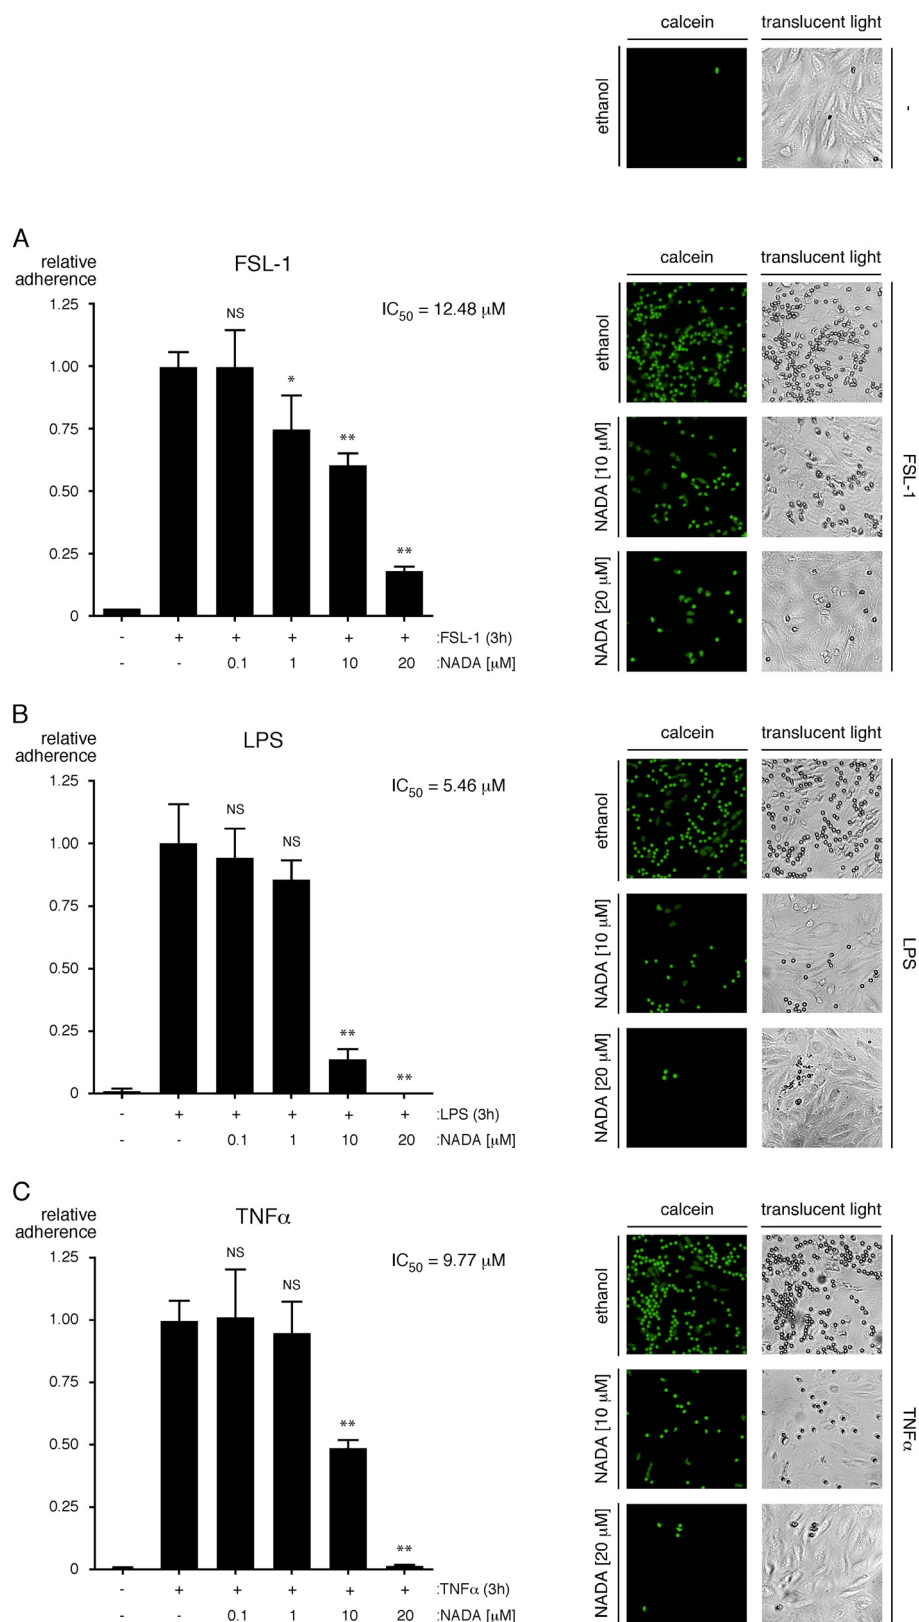 calcein translucent light
ethanol
-
A
relative
adherence
FSL-1
IC50 = 12.48 µM
1.25
1.00
0.75
0.50
0.25
0
NS
*
**
**
- + + + + + :FSL-1 (3h)
- - 0.1 1 10 20 :NADA [µM]
calcein translucent light
ethanol
NADA [10 µM]
NADA [20 µM]
FSL-1
B
relative
adherence
LPS
IC50 = 5.46 µM
1.25
1.00
0.75
0.50
0.25
0
NS
NS
**
**
- + + + + + :LPS (3h)
- - 0.1 1 10 20 :NADA [µM]
calcein translucent light
ethanol
NADA [10 µM]
NADA [20 µM]
LPS
C
relative
adherence
TNFα
IC50 = 9.77 µM
1.25
1.00
0.75
0.50
0.25
0
NS
NS
**
**
- + + + + + :TNFα (3h)
- - 0.1 1 10 20 :NADA [µM]
calcein translucent light
ethanol
NADA [10 µM]
NADA [20 µM]
TNFα